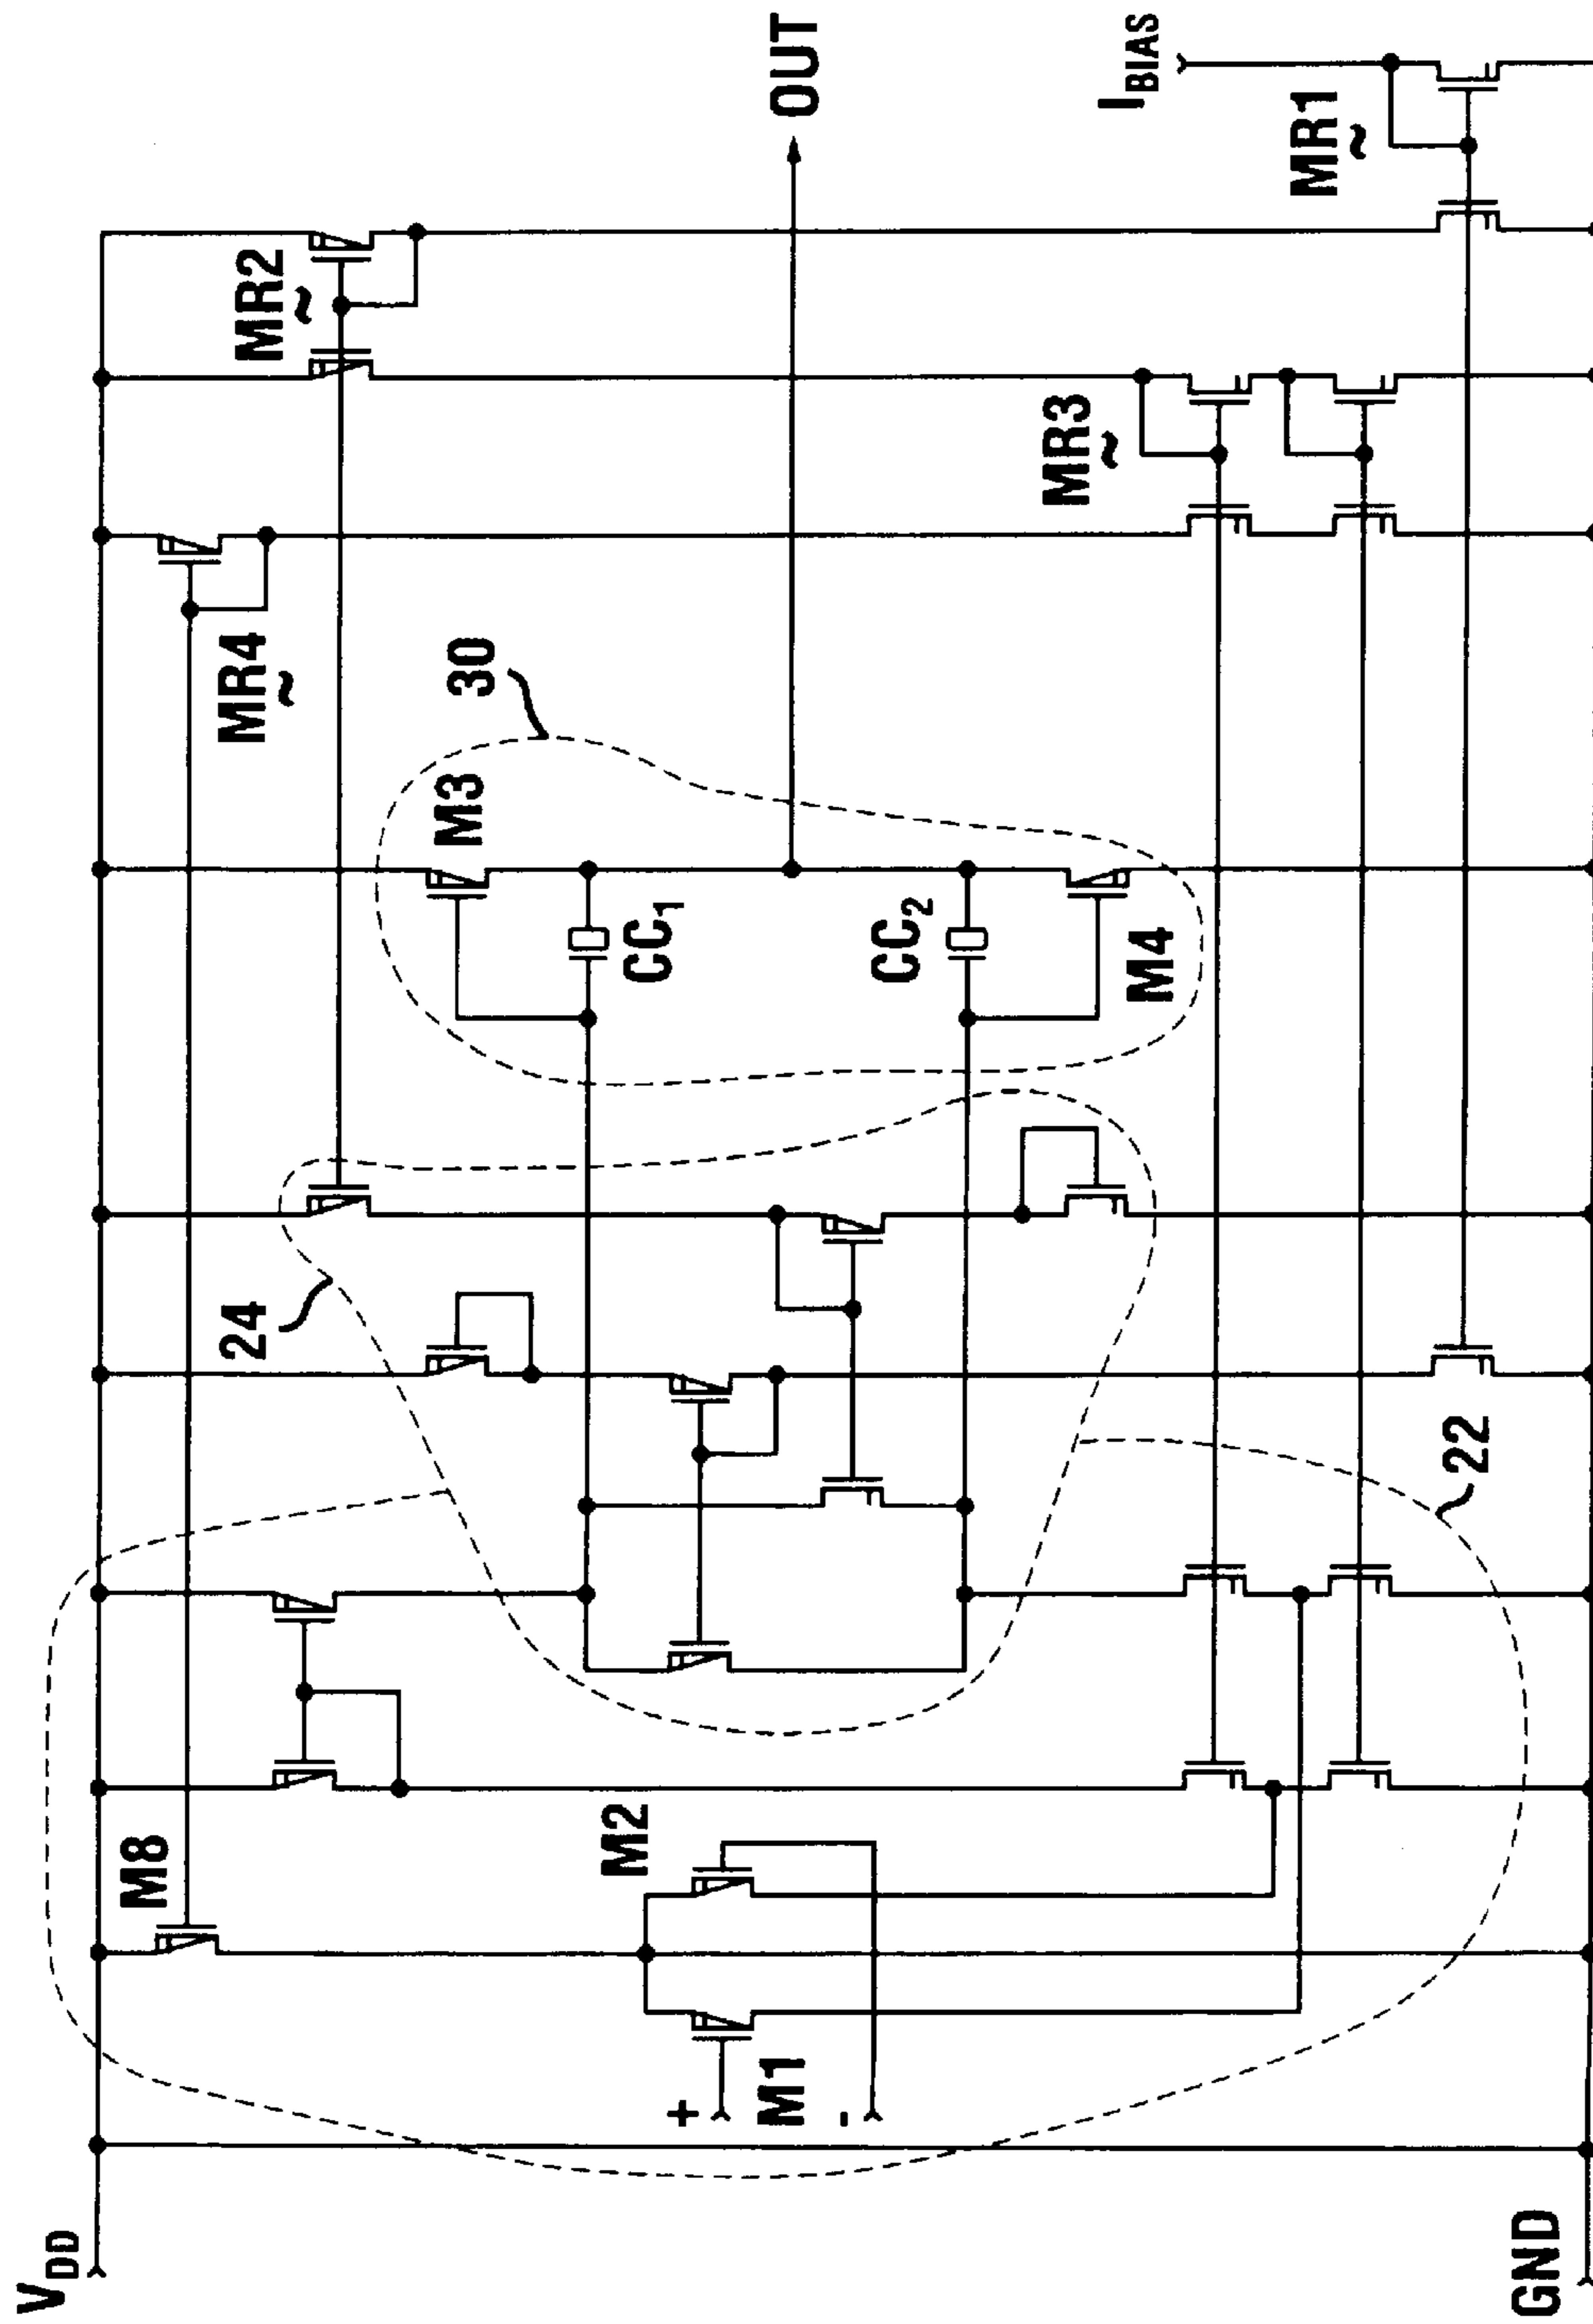 V_DD
GND
+
M1
-
M8
M2
22
24
M3
CC₁
CC₂
M4
30
MR4
MR3
MR2
MR1
OUT
I_BIAS